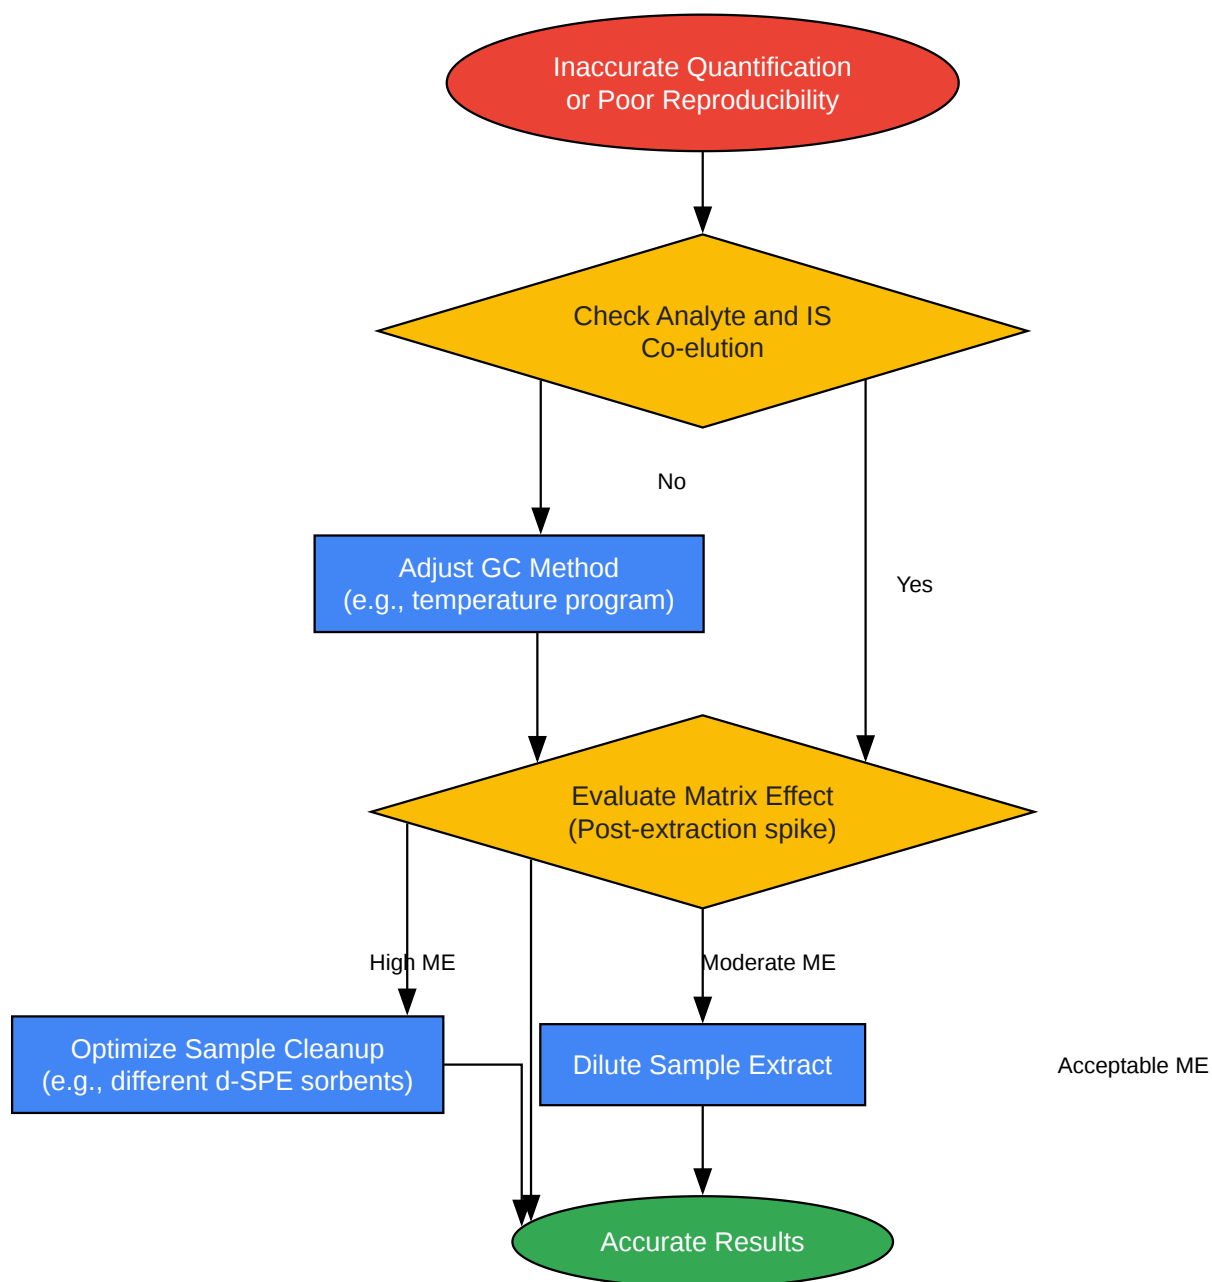 Inaccurate Quantification
or Poor Reproducibility
Check Analyte and IS
Co-elution
No
Adjust GC Method
(e.g., temperature program)
Yes
Evaluate Matrix Effect
(Post-extraction spike)
High ME
Moderate ME
Optimize Sample Cleanup
(e.g., different d-SPE sorbents)
Dilute Sample Extract
Acceptable ME
Accurate Results